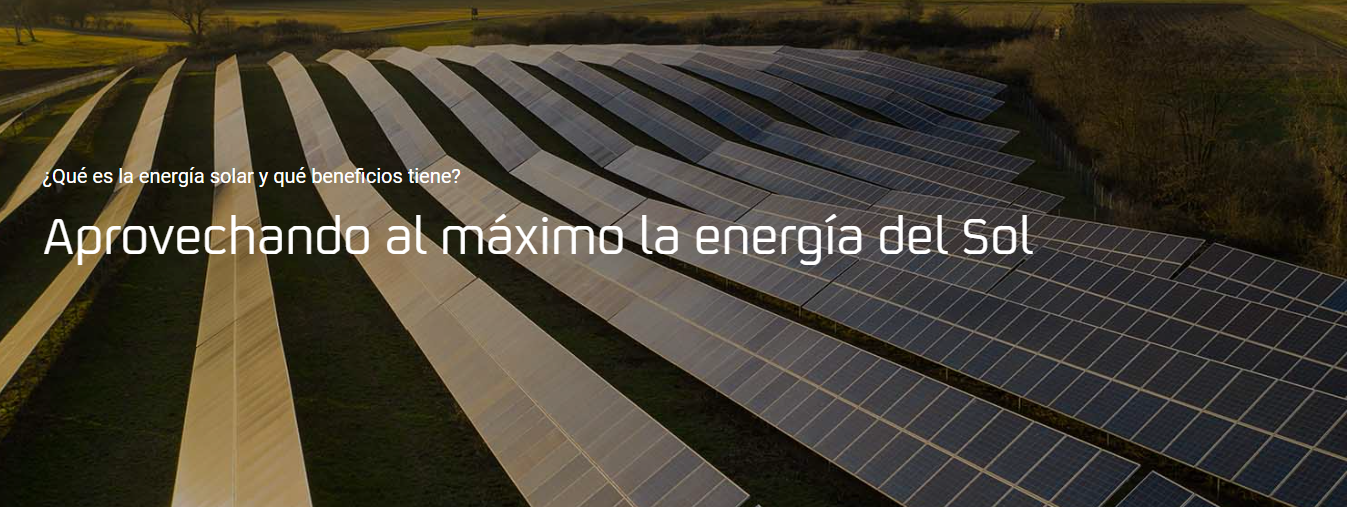 ¿Qué es la energía solar y qué beneficios tiene?
Aprovechando al máximo la energía del Sol